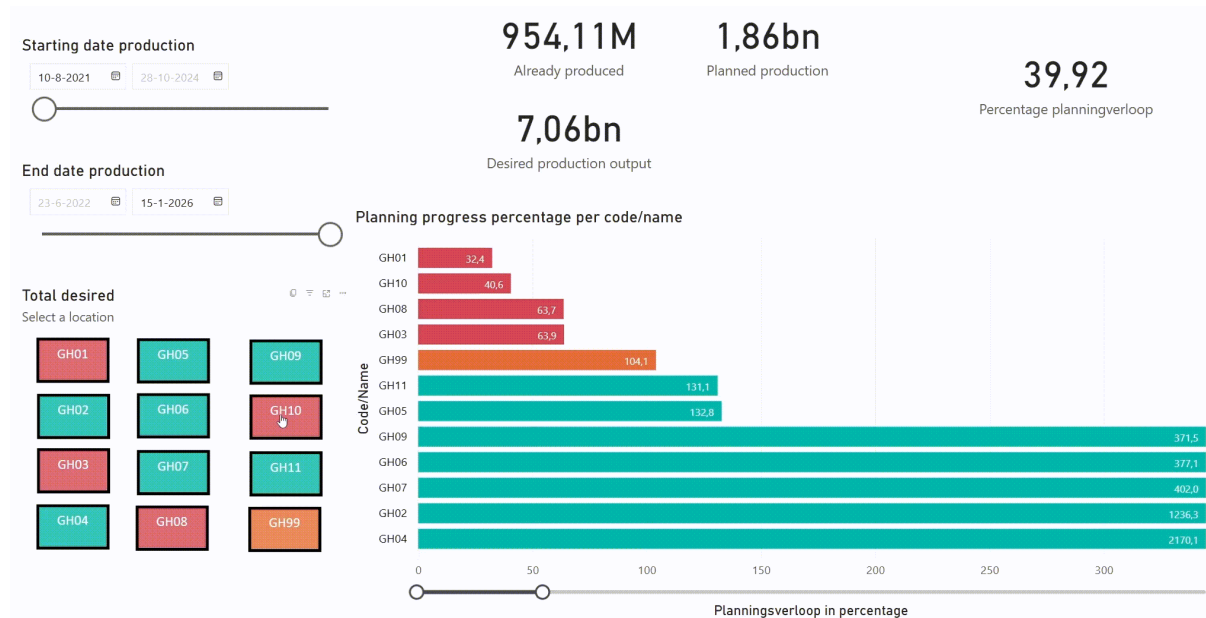 Starting date production
10-8-2021
28-10-2024
End date production
23-6-2022
15-1-2026
954,11M
Already produced
1,86bn
Planned production
39,92
Percentage planningverloop
7,06bn
Desired production output
Total desired
Select a location
GH01
GH05
GH09
GH02
GH06
GH10
GH03
GH07
GH11
GH04
GH08
GH99
Planning progress percentage per code/name
Code/Name
GH01 32,4
GH10 40,6
GH08 63,7
GH03 63,9
GH99 104,1
GH11 131,1
GH05 132,8
GH09 371,5
GH06 377,1
GH07 402,0
GH02 1236,3
GH04 2170,1
0 50 100 150 200 250 300
Planningsverloop in percentage